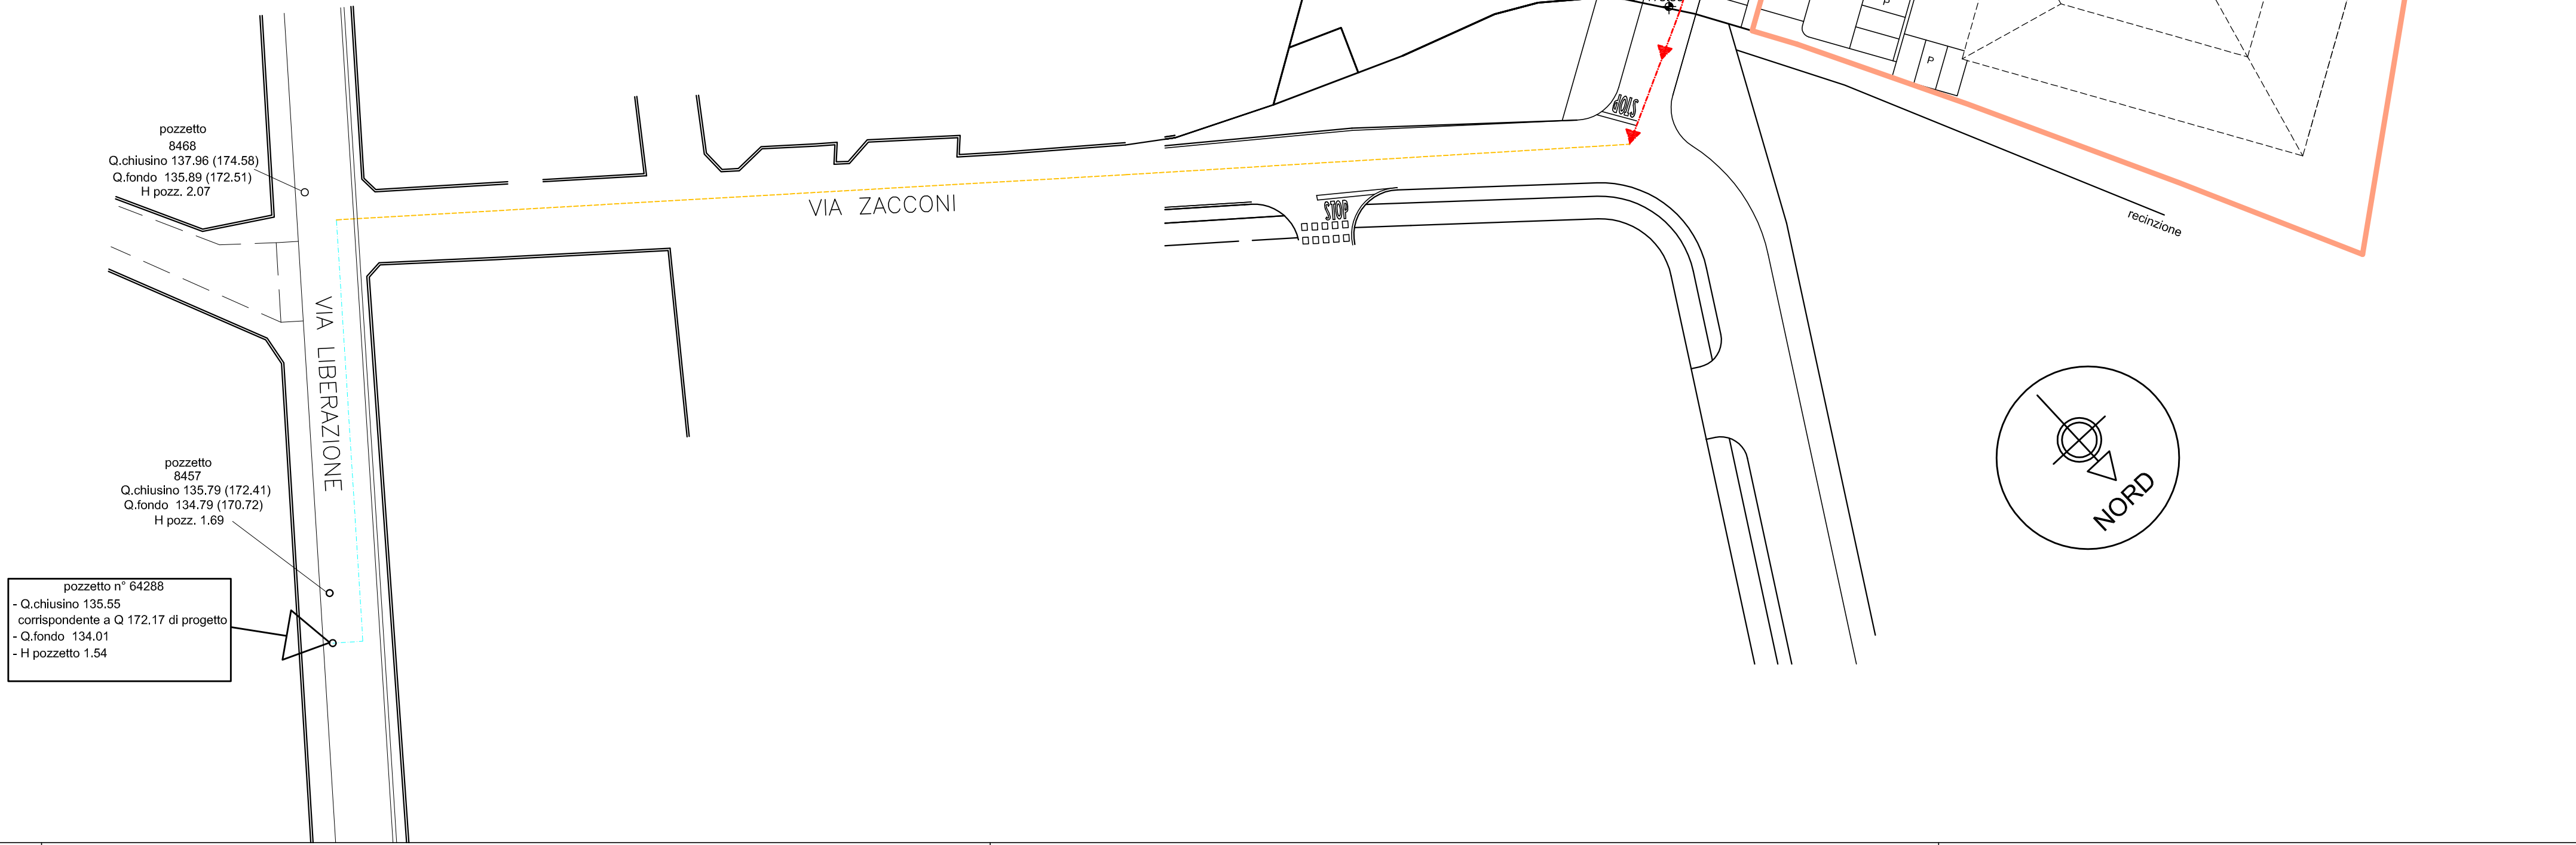 P
P
STOP
pozzetto
8468
Q.chiusino 137.96 (174.58)
Q.fondo 135.89 (172.51)
H pozz. 2.07
VIA ZACCONI
STOP
recinzione
VIA LIBERAZIONE
pozzetto
8457
Q.chiusino 135.79 (172.41)
Q.fondo 134.79 (170.72)
H pozz. 1.69
NORD
pozzetto n° 64288
- Q.chiusino 135.55
corrispondente a Q 172,17 di progetto
- Q.fondo 134.01
- H pozzetto 1.54